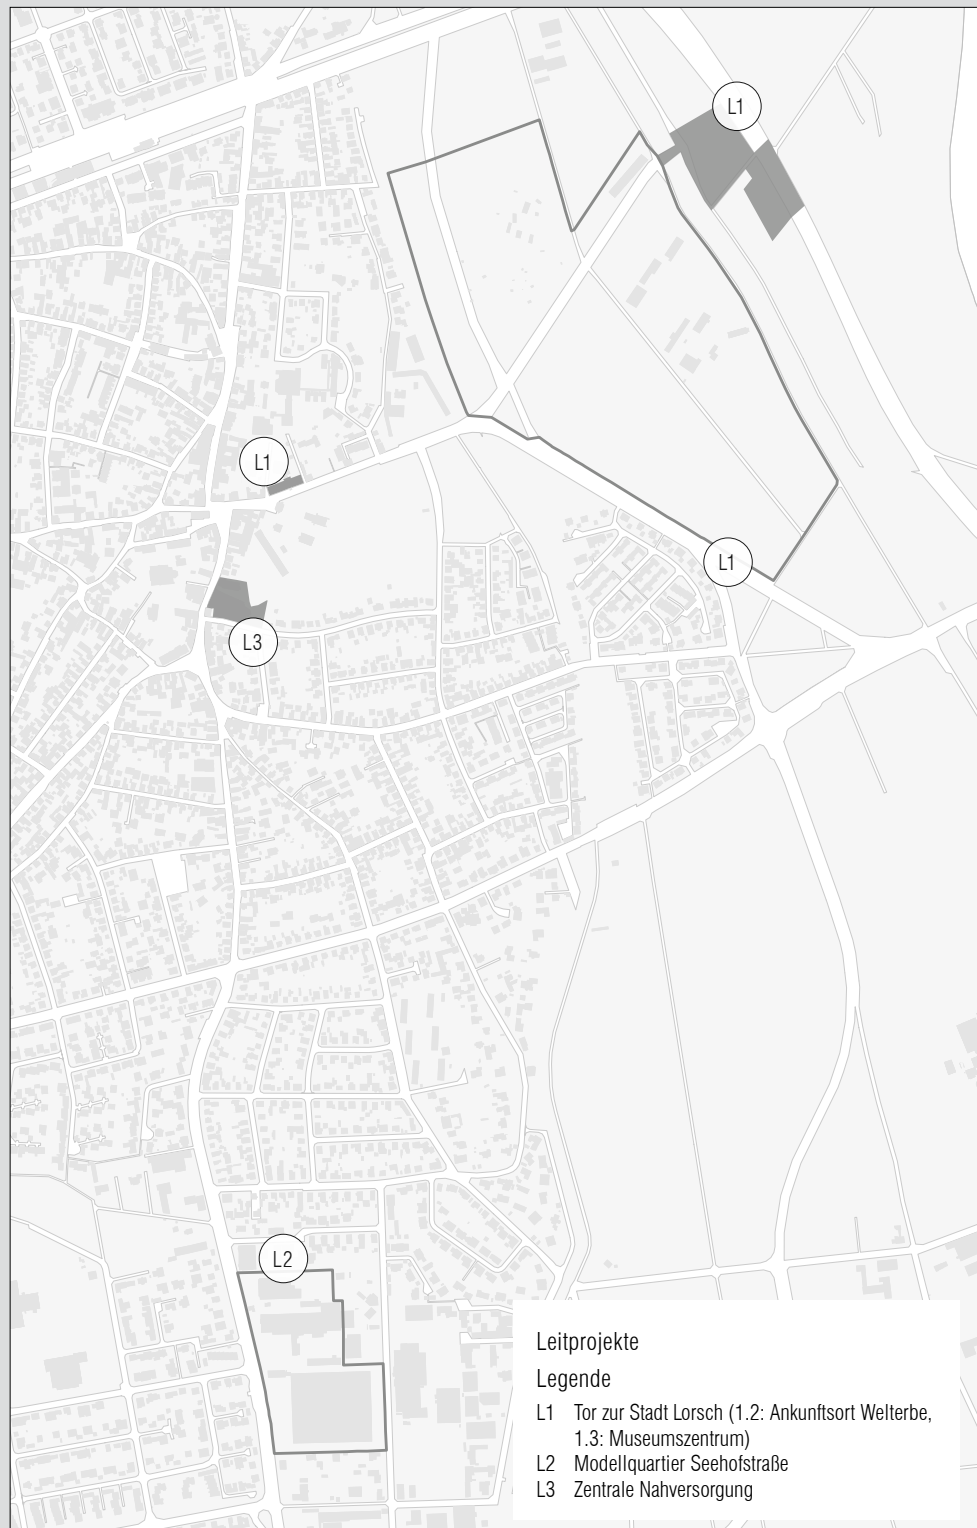 L1
L1
L1
L3
L2
Leitprojekte
Legende
L1 Tor zur Stadt Lorsch (1.2: Ankunftsort Welterbe,
1.3: Museumszentrum)
L2 Modellquartier Seehofstraße
L3 Zentrale Nahversorgung